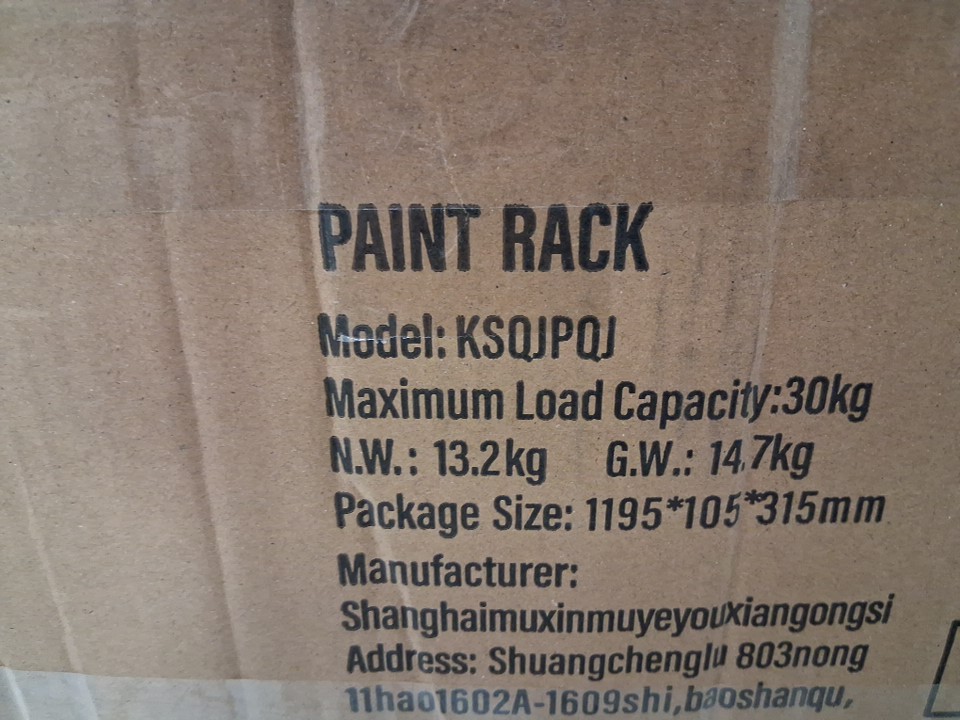 PAINT RACK
Model: KSQJPQJ
Maximum Load Capacity:30kg
N.W.: 13.2kg G.W.: 14.7kg
Package Size: 1195*105*315mm
Manufacturer:
Shanghaimuxinmuyeyouxiangongsi
Address: Shuangchenglu 803nong
11hao1602A-1609shi,baoshanqu,